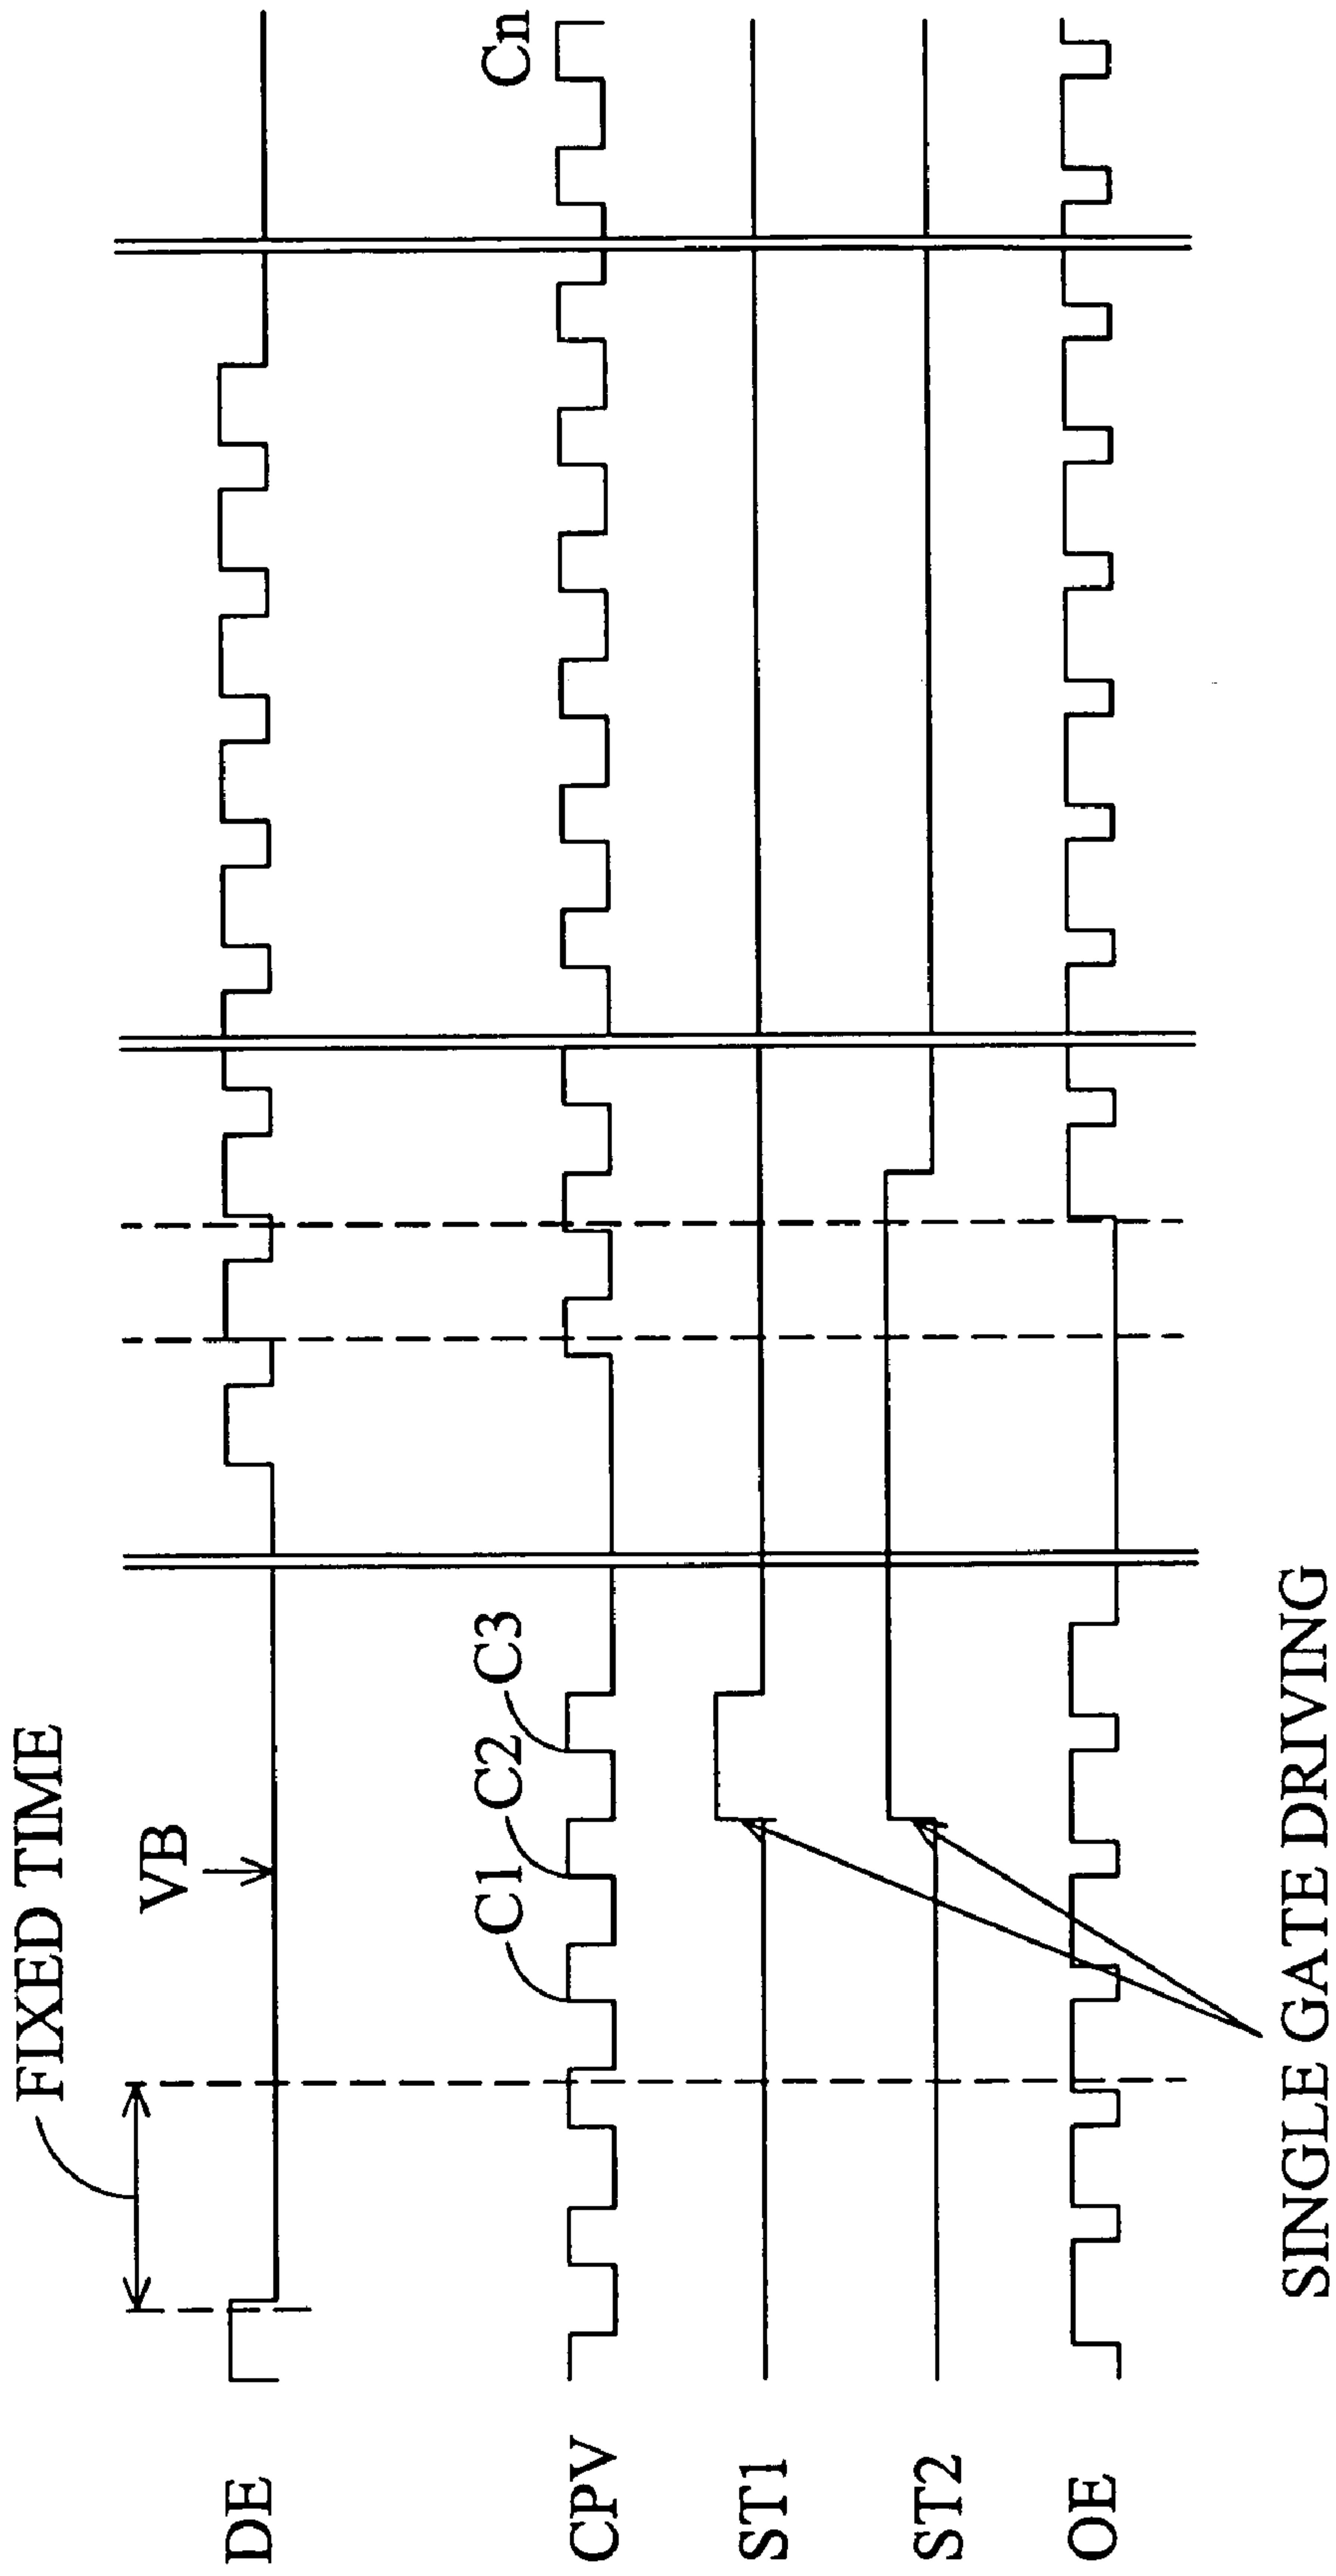 FIXED TIME
VB
DE
C1
C2
C3
Cn
CPV
ST1
ST2
OE
SINGLE GATE DRIVING